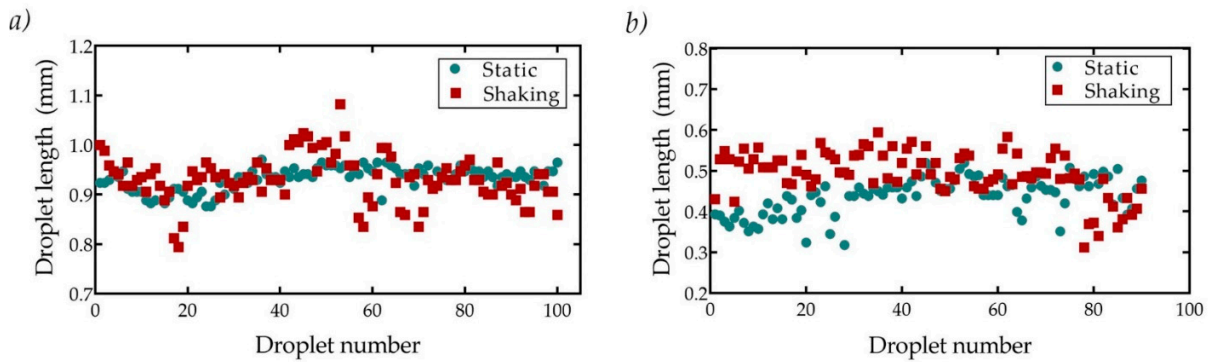 a)
1.2
1.1
1.0
0.9
0.8
0.7
Droplet length (mm)
Static
Shaking
0
20
40
60
80
100
Droplet number
b)
0.8
0.7
0.6
0.5
0.4
0.3
0.2
Droplet length (mm)
Static
Shaking
0
20
40
60
80
100
Droplet number